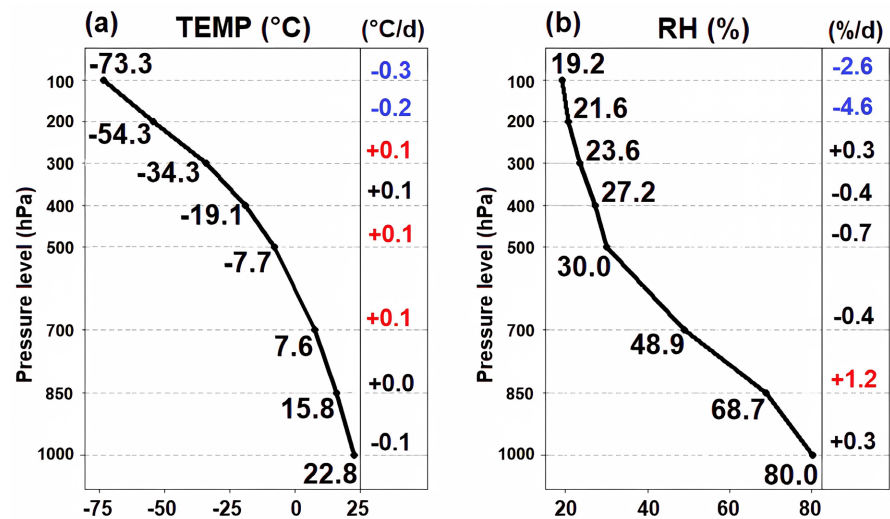 (a) TEMP (°C) (°C/d)
Pressure level (hPa)
100 -73.3 -0.3
200 -54.3 -0.2
300 -34.3 +0.1
400 -19.1 +0.1
500 -7.7 +0.1
700 7.6 +0.1
850 15.8 +0.0
1000 22.8 -0.1
-75 -50 -25 0 25
(b) RH (%) (%/d)
Pressure level (hPa)
100 19.2 -2.6
200 21.6 -4.6
300 23.6 +0.3
400 27.2 -0.4
500 30.0 -0.7
700 48.9 -0.4
850 68.7 +1.2
1000 80.0 +0.3
20 40 60 80